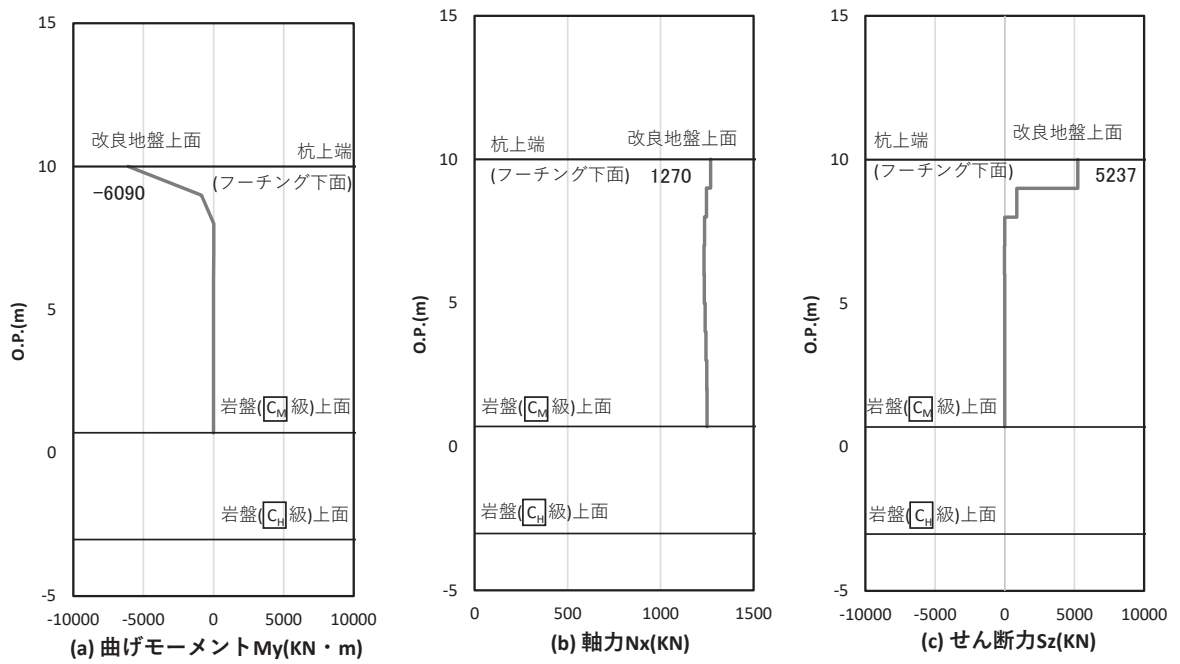 15
改良地盤上面
杭上端
10
(フーチング下面)
−6090
5
O.P.(m)
岩盤(CM級)上面
0
岩盤(CH級)上面
-5
-10000 -5000 0 5000 10000
(a) 曲げモーメントMy(KN・m)
15
改良地盤上面
杭上端
10
(フーチング下面) 1270
5
O.P.(m)
岩盤(CM級)上面
0
岩盤(CH級)上面
-5
0 500 1000 1500
(b) 軸力Nx(KN)
15
改良地盤上面
杭上端
10
(フーチング下面) 5237
5
O.P.(m)
岩盤(CM級)上面
0
岩盤(CH級)上面
-5
-10000 -5000 0 5000 10000
(c) せん断力Sz(KN)